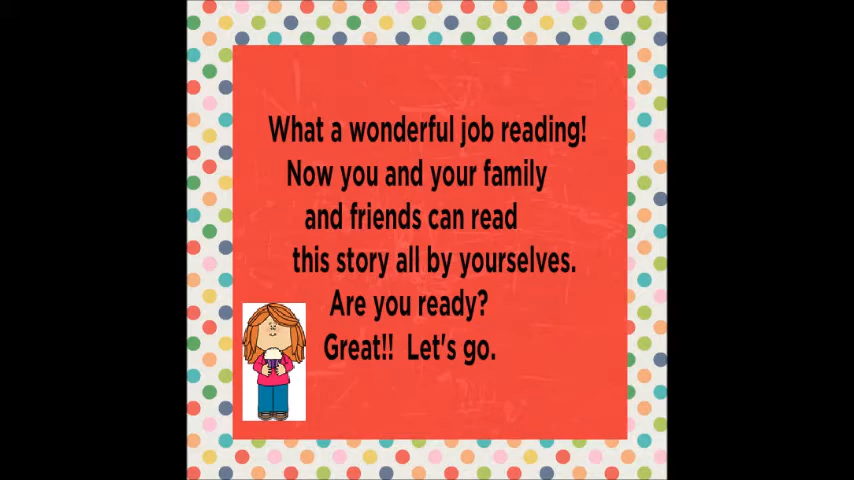 What a wonderful job reading!
Now you and your family
and friends can read
this story all by yourselves.
Are you ready?
Great!! Let's go.